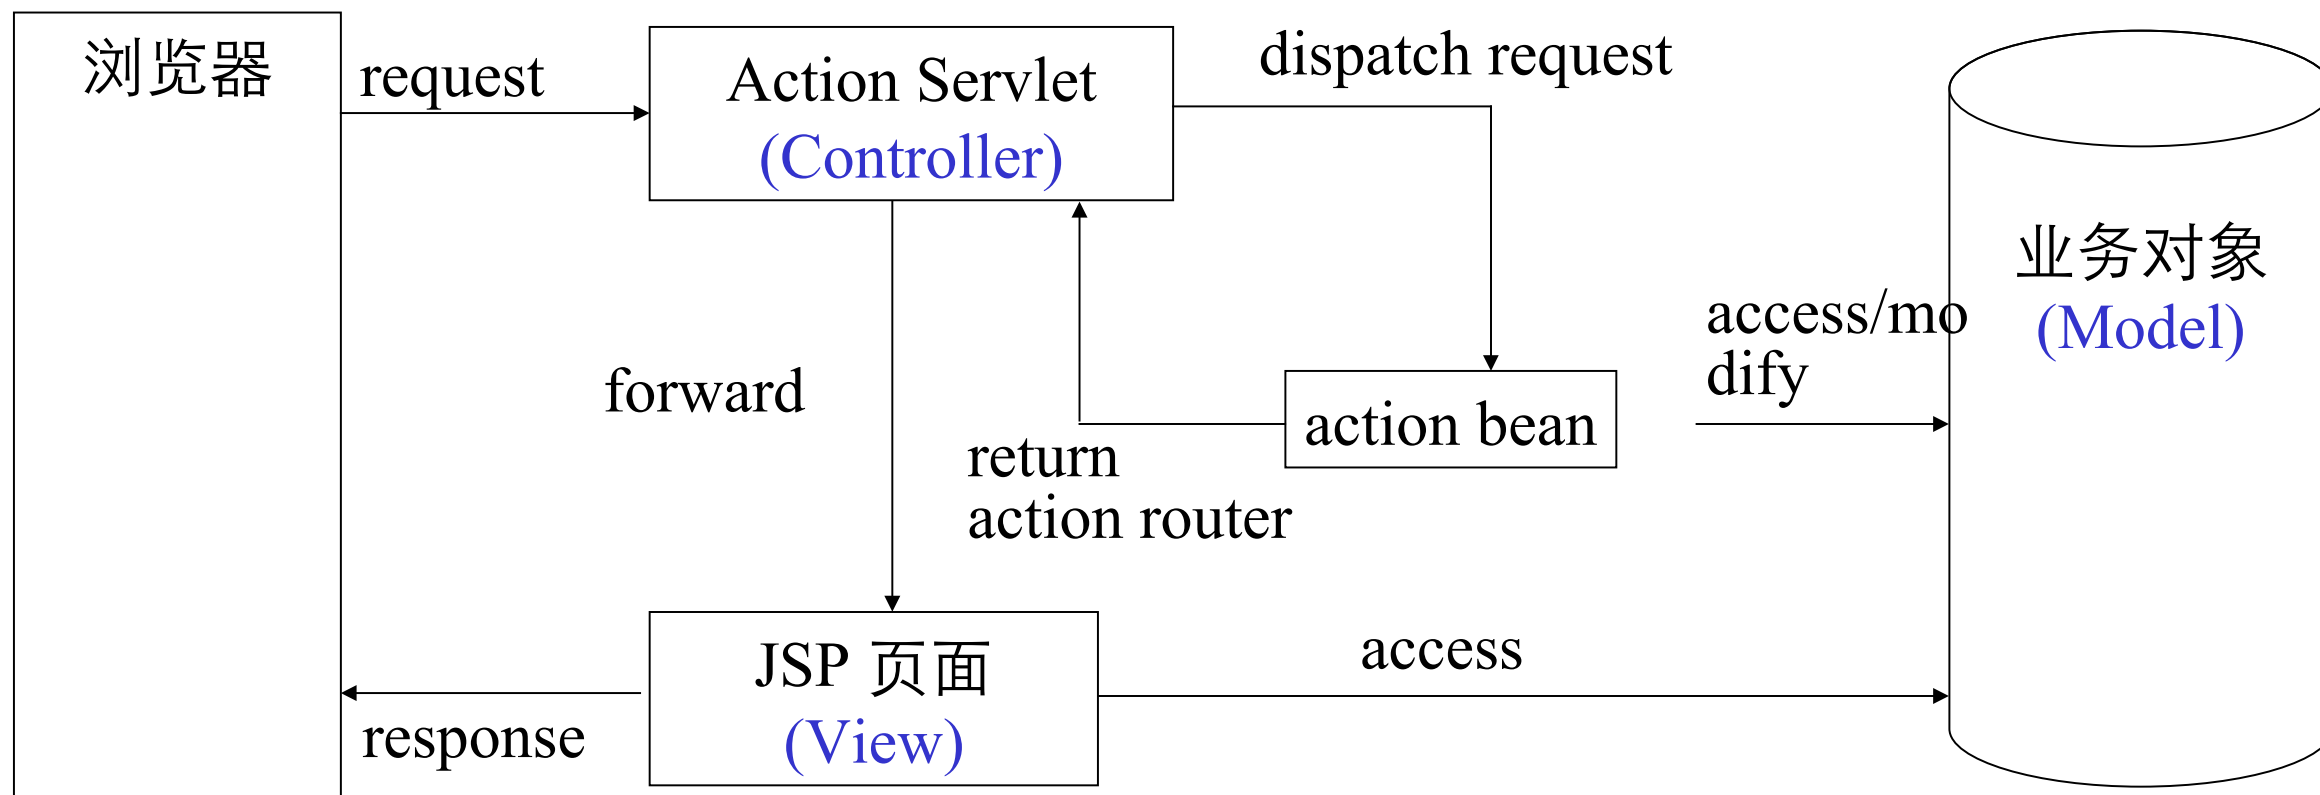 浏览器
request
Action Servlet
(Controller)
dispatch request
业务对象
(Model)
access/mo
dify
forward
action bean
return
action router
JSP 页面
(View)
access
response